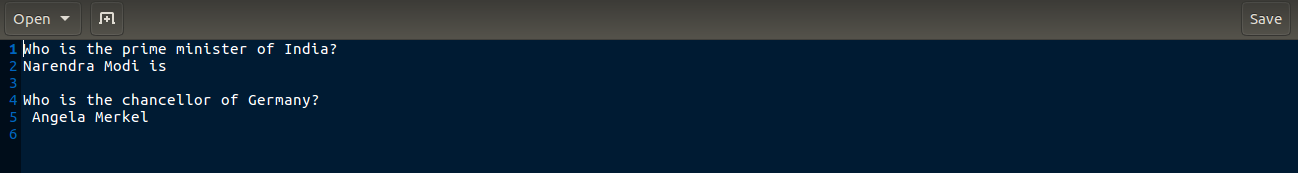 Open
Save
1 Who is the prime minister of India?
2 Narendra Modi is
3
4 Who is the chancellor of Germany?
5  Angela Merkel
6